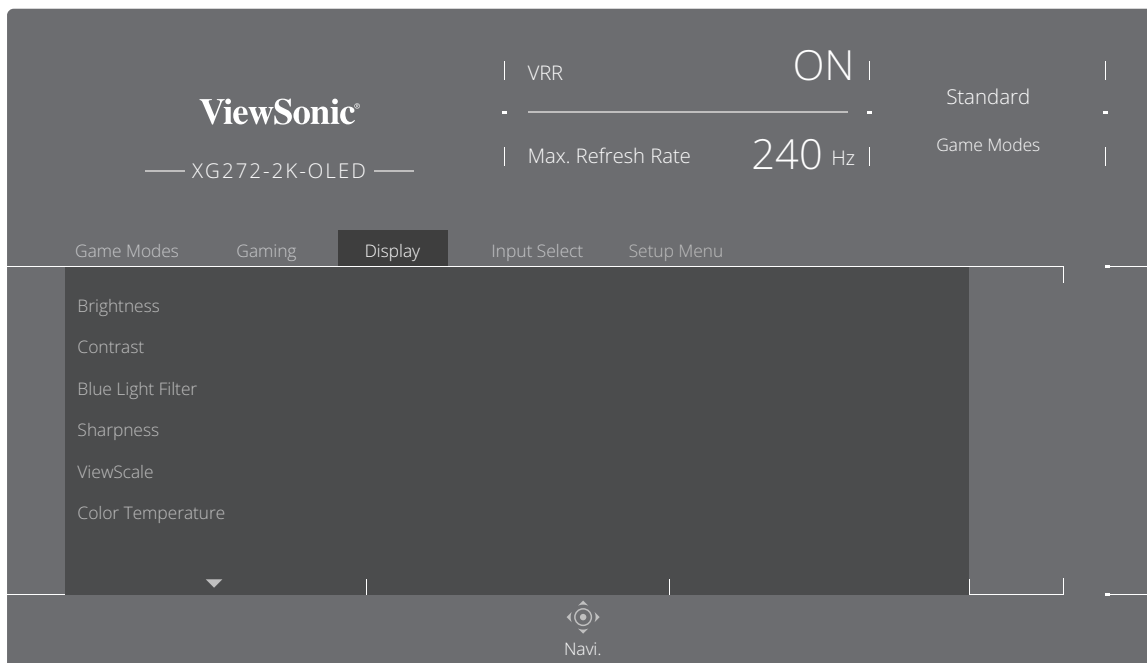 ViewSonic®
XG272-2K-OLED
VRR ON
Max. Refresh Rate 240 Hz
Standard
Game Modes
Game Modes Gaming Display Input Select Setup Menu
Brightness
Contrast
Blue Light Filter
Sharpness
ViewScale
Color Temperature
Navi.